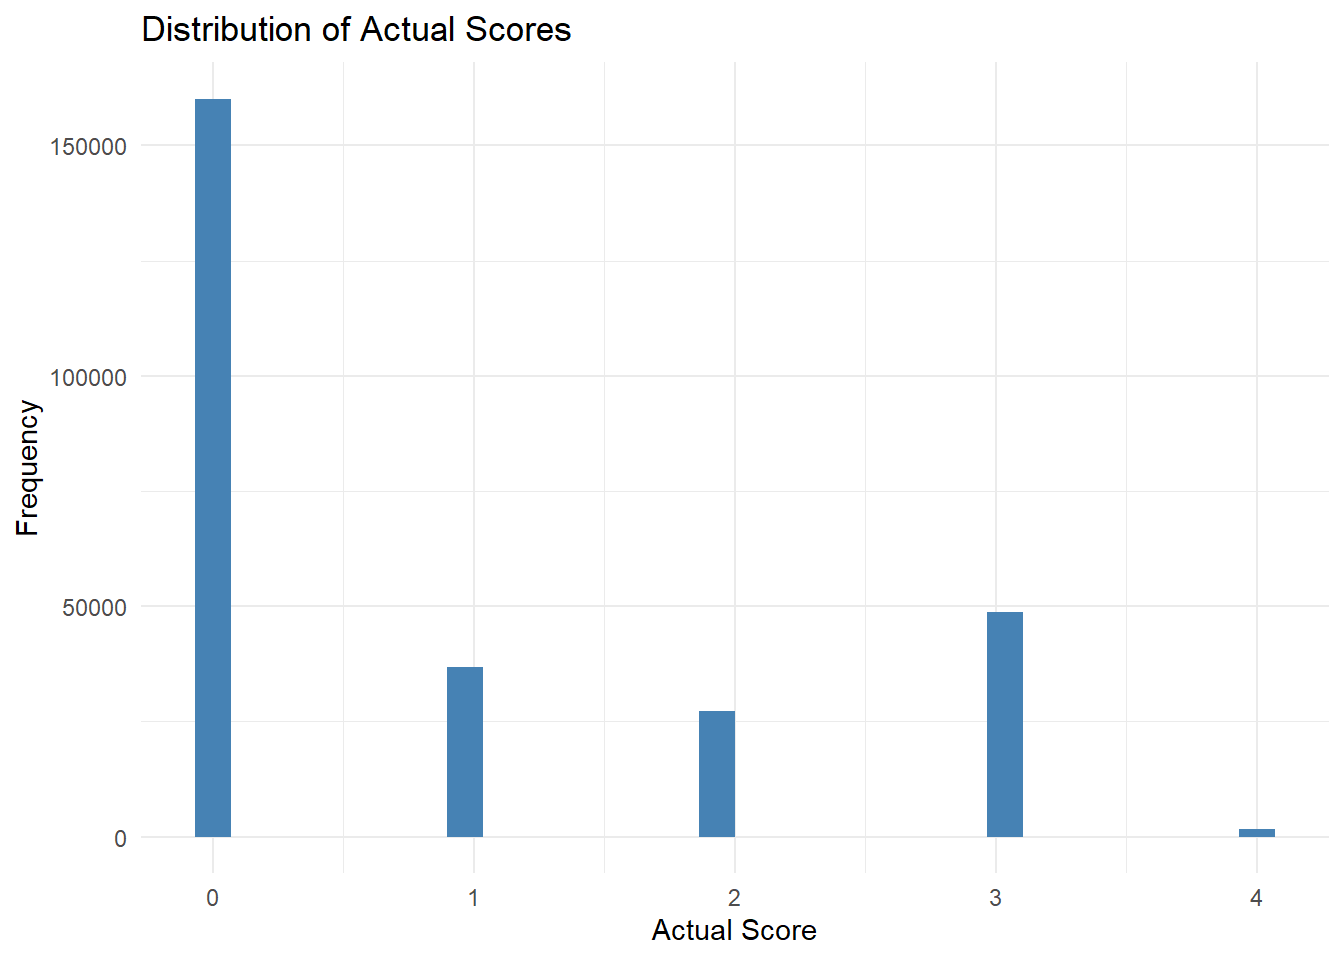 Distribution of Actual Scores
150000
100000
50000
0
Frequency
0 1 2 3 4
Actual Score